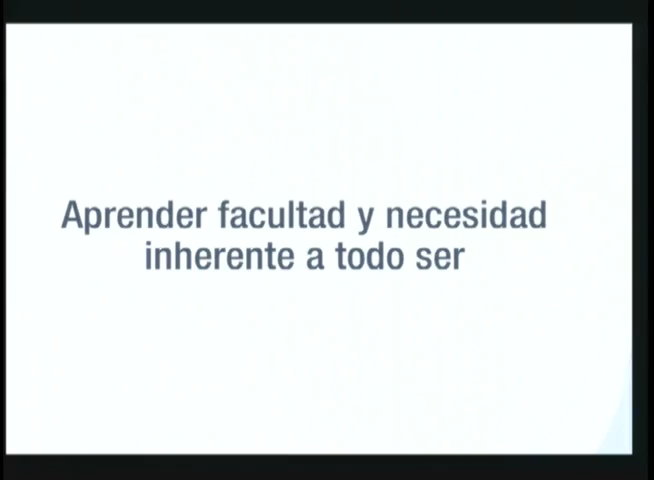 Aprender facultad y necesidad
inherente a todo ser